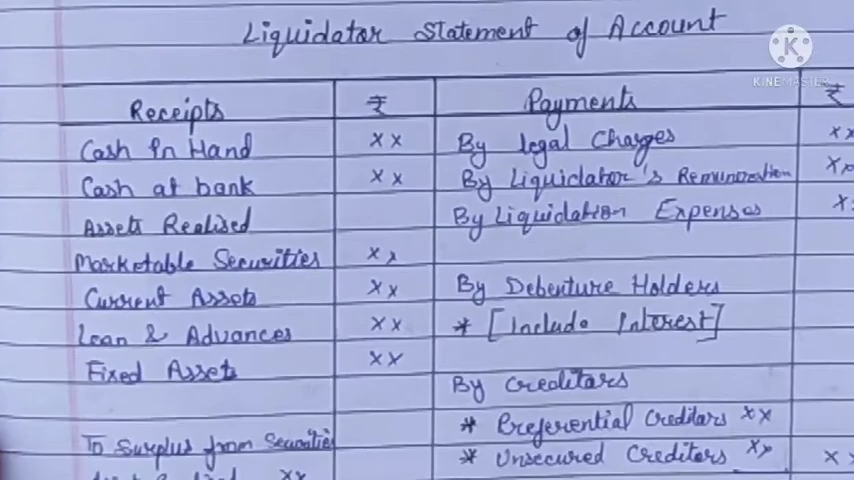 Liquidator Statement of Account
K
KINEMASTER
Receipts ₹ Payments ₹
Cash in Hand xx By legal Charges xx
Cash at bank xx By Liquidator's Remuneration xx
Assets Realised By Liquidation Expenses x
Marketable Securities xx
Current Assets xx By Debenture Holders
Loan & Advances xx * [Include Interest]
Fixed Assets xx
By Creditors
* Preferential Creditors xx
To Surplus from Securities
* Unsecured Creditors xx xx
xx